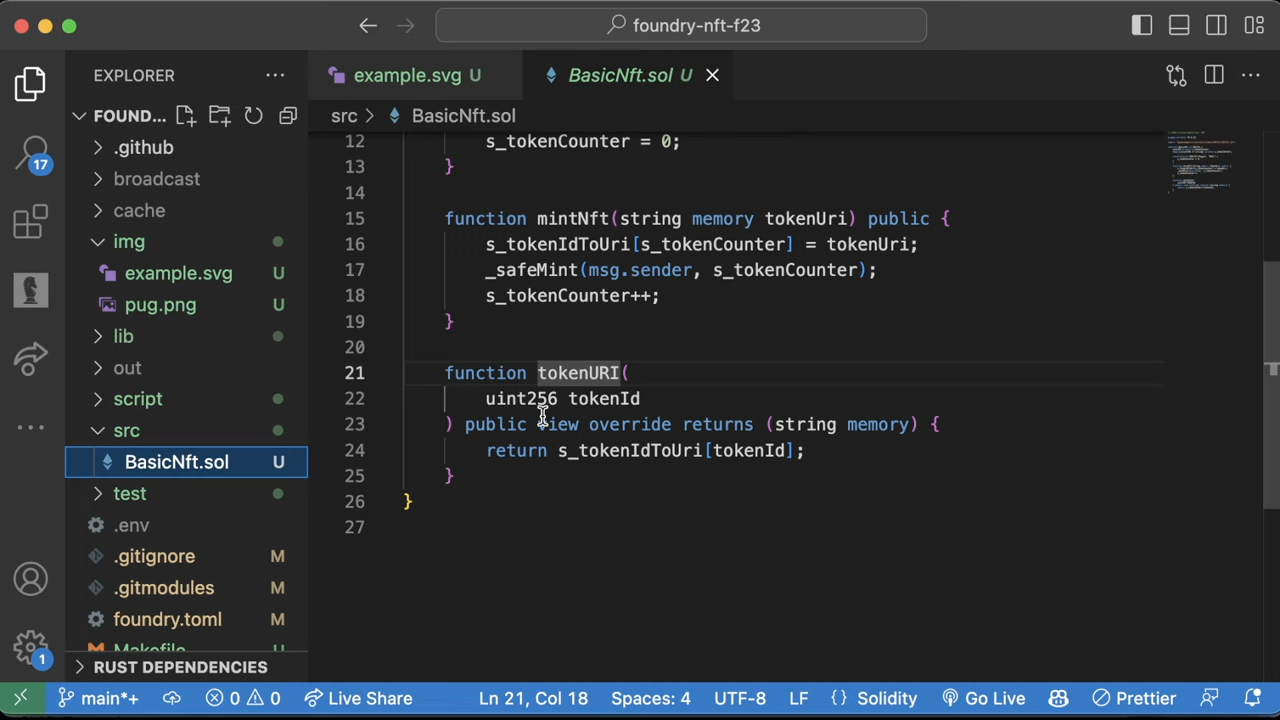 foundry-nft-f23
EXPLORER
example.svg U
BasicNft.sol U
FOUND...
src > BasicNft.sol
.github
broadcast
cache
img
example.svg U
pug.png U
lib
out
script
src
BasicNft.sol U
test
.env
.gitignore M
.gitmodules M
foundry.toml M
Makefile U
RUST DEPENDENCIES
17
1
12 s_tokenCounter = 0;
13 }
14
15 function mintNft(string memory tokenUri) public {
16 s_tokenIdToUri[s_tokenCounter] = tokenUri;
17 _safeMint(msg.sender, s_tokenCounter);
18 s_tokenCounter++;
19 }
20
21 function tokenURI(
22 uint256 tokenId
23 ) public view override returns (string memory) {
24 return s_tokenIdToUri[tokenId];
25 }
26 }
27
main*+ 0 0 Live Share Ln 21, Col 18 Spaces: 4 UTF-8 LF {} Solidity Go Live Prettier